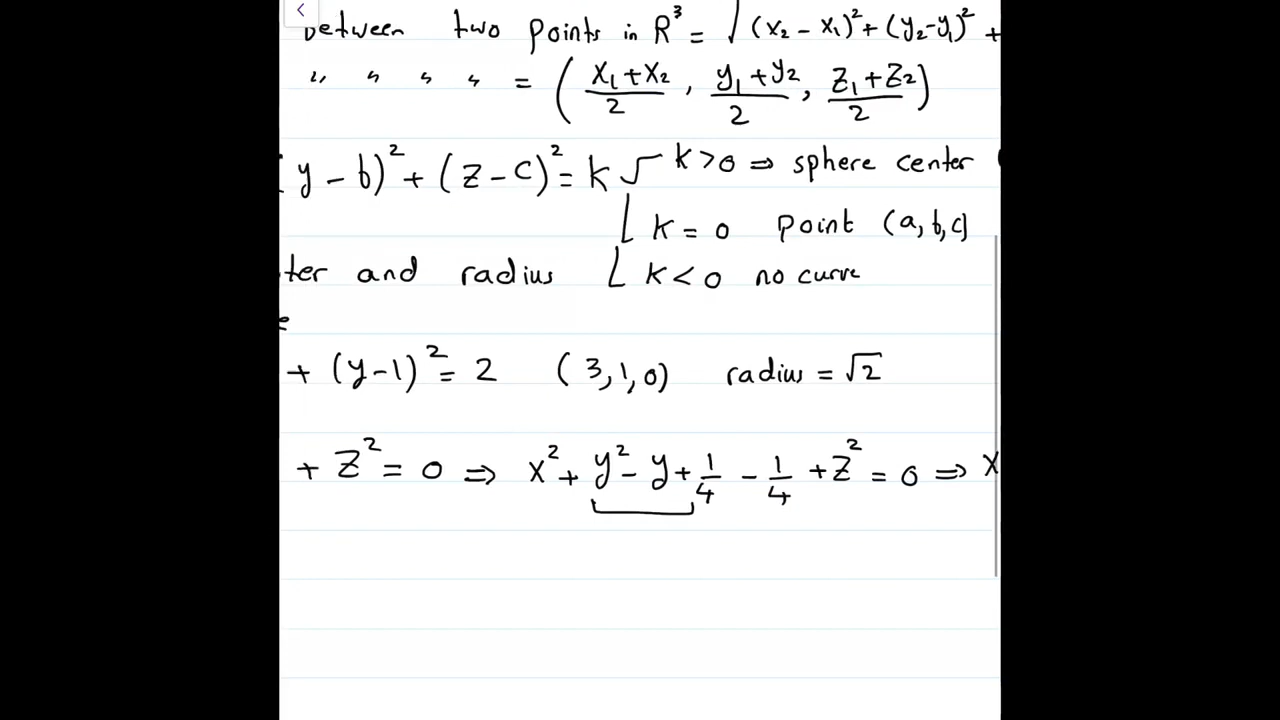 between two points in R³ = √(x₂ - x₁)² + (y₂ - y₁)² +
" " " " = ( (x₁ + x₂)/2 , (y₁ + y₂)/2 , (z₁ + z₂)/2 )
(y - b)² + (z - c)² = k k > 0 ⇒ sphere center (
k = 0 point (a, b, c)
ter and radius k < 0 no curve
+ (y - 1)² = 2 (3, 1, 0) radius = √2
+ z² = 0 ⇒ x² + y² - y + 1/4 - 1/4 + z² = 0 ⇒ x